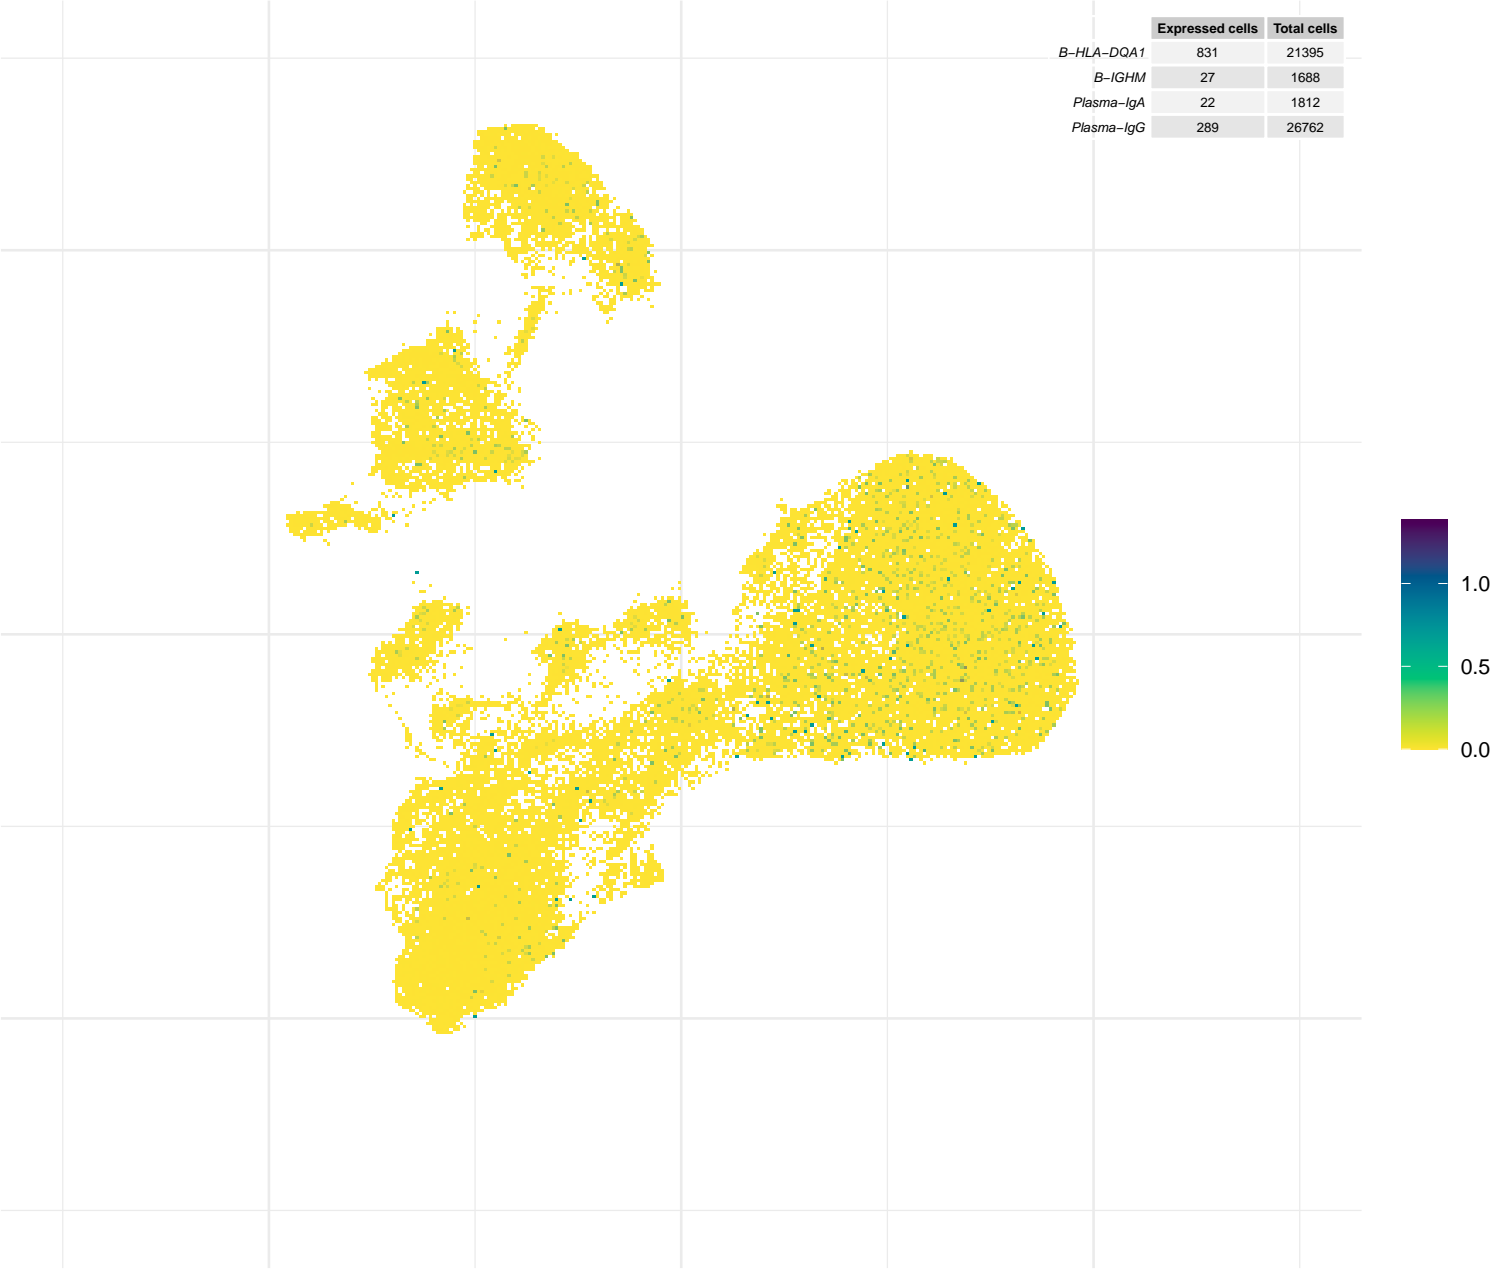 Expressed cells Total cells
B−HLA−DQA1 831 21395
B−IGHM 27 1688
Plasma−IgA 22 1812
Plasma−IgG 289 26762
1.0
0.5
0.0